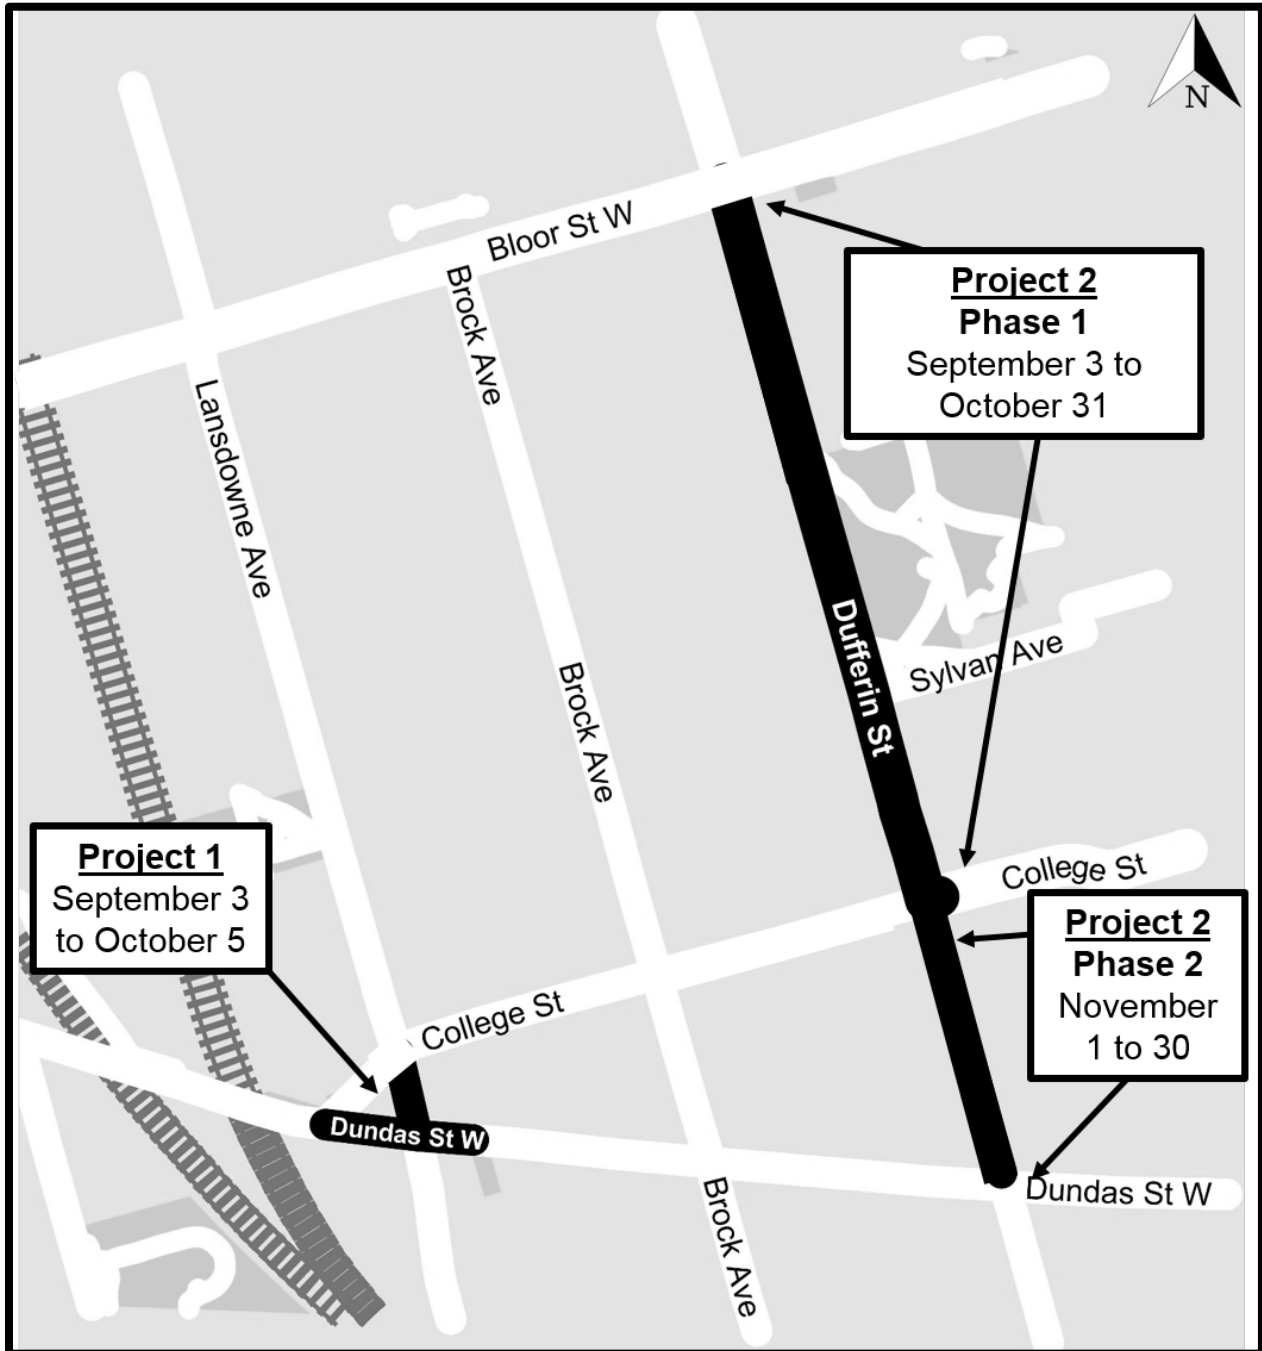 N
Bloor St W
Brock Ave
Project 2
Phase 1
September 3 to
October 31
Lansdowne Ave
Dufferin St
Sylvan Ave
Brock Ave
Project 1
September 3
to October 5
College St
Project 2
Phase 2
November
1 to 30
College St
Dundas St W
Dundas St W
Brock Ave